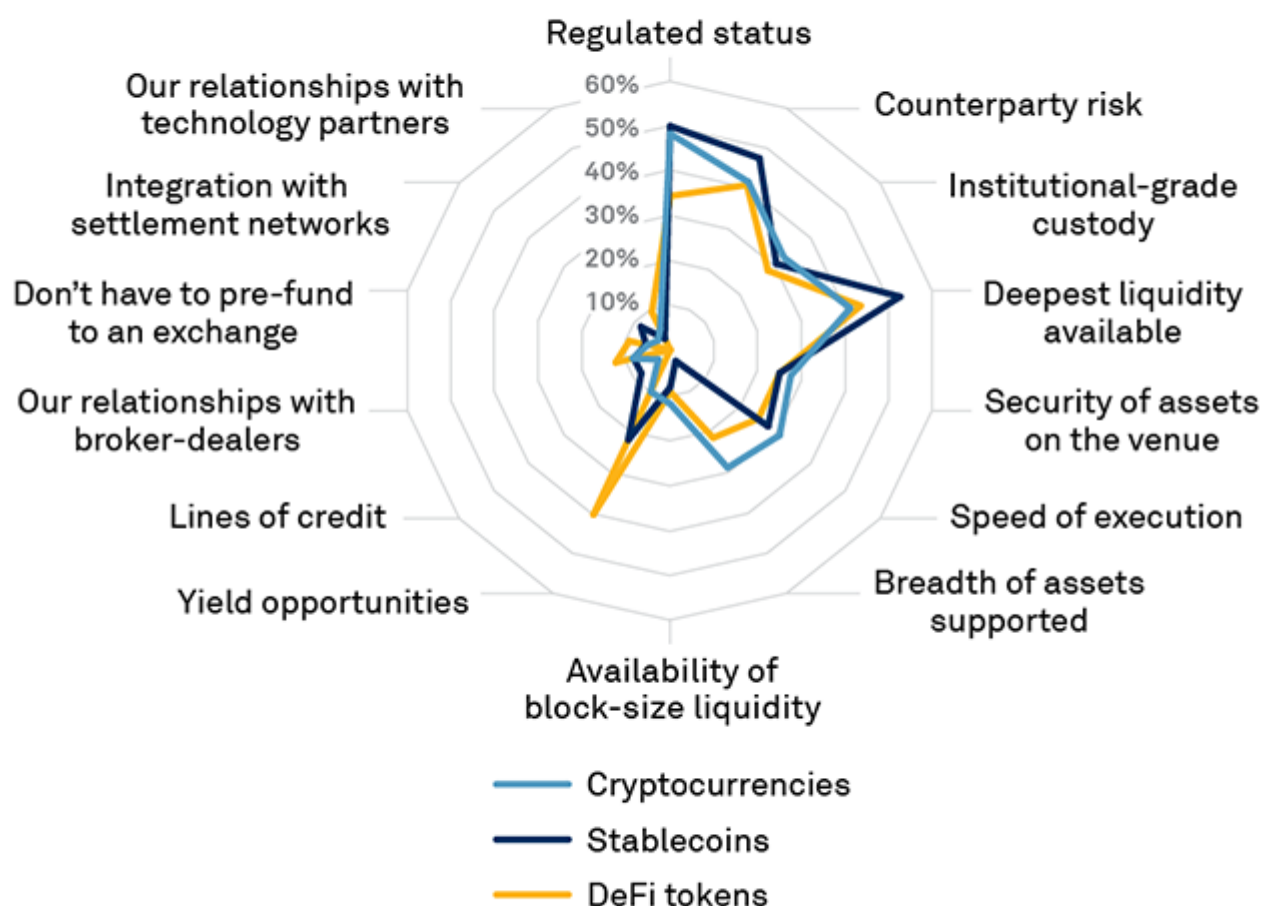 Regulated status
60%
50%
40%
30%
20%
10%
Counterparty risk
Institutional-grade
custody
Deepest liquidity
available
Security of assets
on the venue
Speed of execution
Breadth of assets
supported
Availability of
block-size liquidity
Yield opportunities
Lines of credit
Our relationships with
broker-dealers
Don’t have to pre-fund
to an exchange
Integration with
settlement networks
Our relationships with
technology partners
Cryptocurrencies
Stablecoins
DeFi tokens